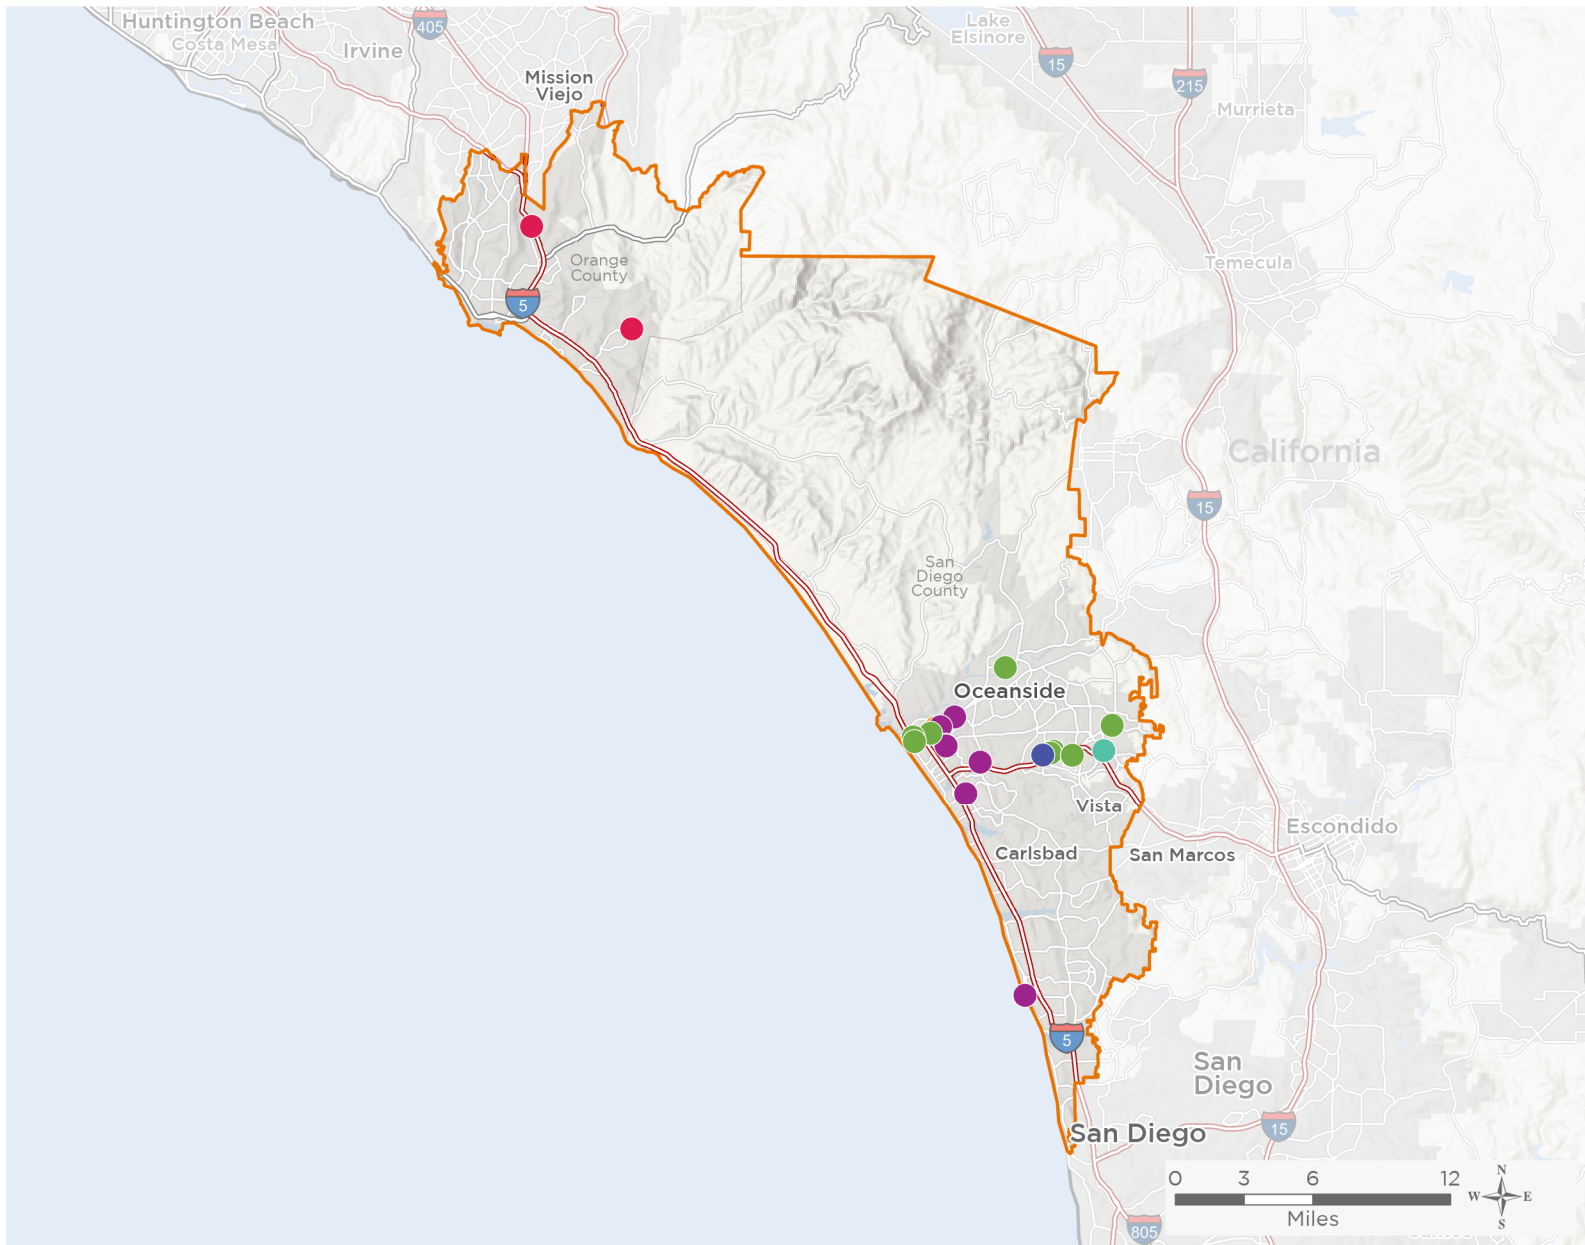 Huntington Beach
Costa Mesa
405
Irvine
Mission
Viejo
Lake
Elsinore
15
215
Murrieta
Orange
County
5
Temecula
California
15
San
Diego
County
Oceanside
Vista
Escondido
Carlsbad
San Marcos
5
San
Diego
15
San Diego
0 3 6 12
Miles
N
W E
S
805